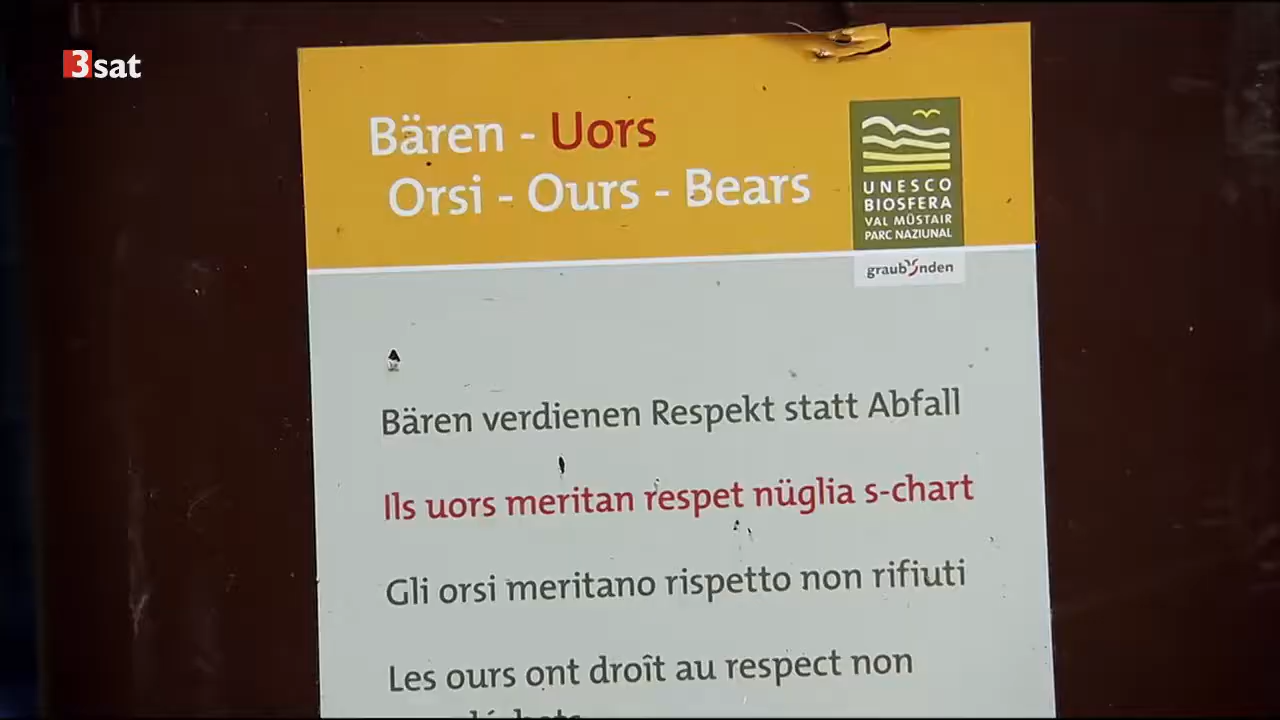 3sat
Bären - Uors
Orsi - Ours - Bears
UNESCO
BIOSFERA
VAL MÜSTAIR
PARC NAZIUNAL
graubünden
Bären verdienen Respekt statt Abfall
Ils uors meritan respet nüglia s-chart
Gli orsi meritano rispetto non rifiuti
Les ours ont droît au respect non